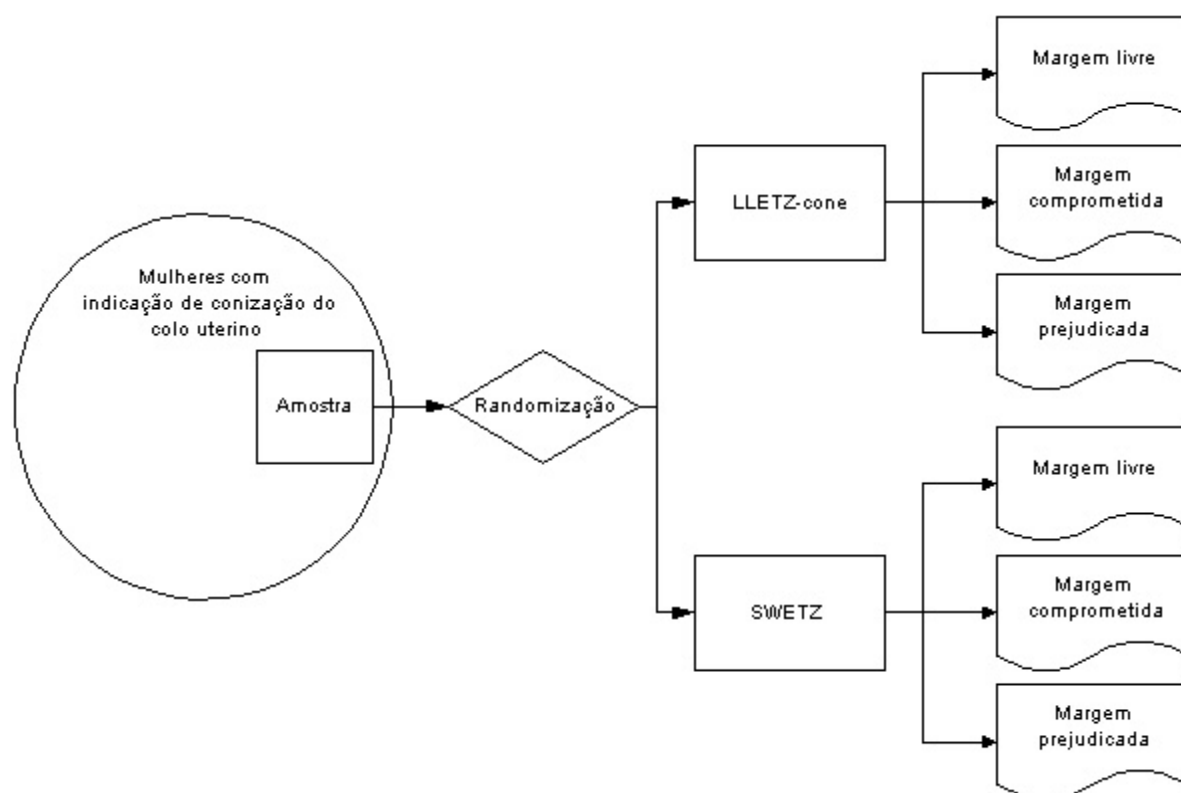 Mulheres com
indicação de conização do
colo uterino
Amostra
Randomização
LLETZ-cone
Margem livre
Margem
comprometida
Margem
prejudicada
SWETZ
Margem livre
Margem
comprometida
Margem
prejudicada